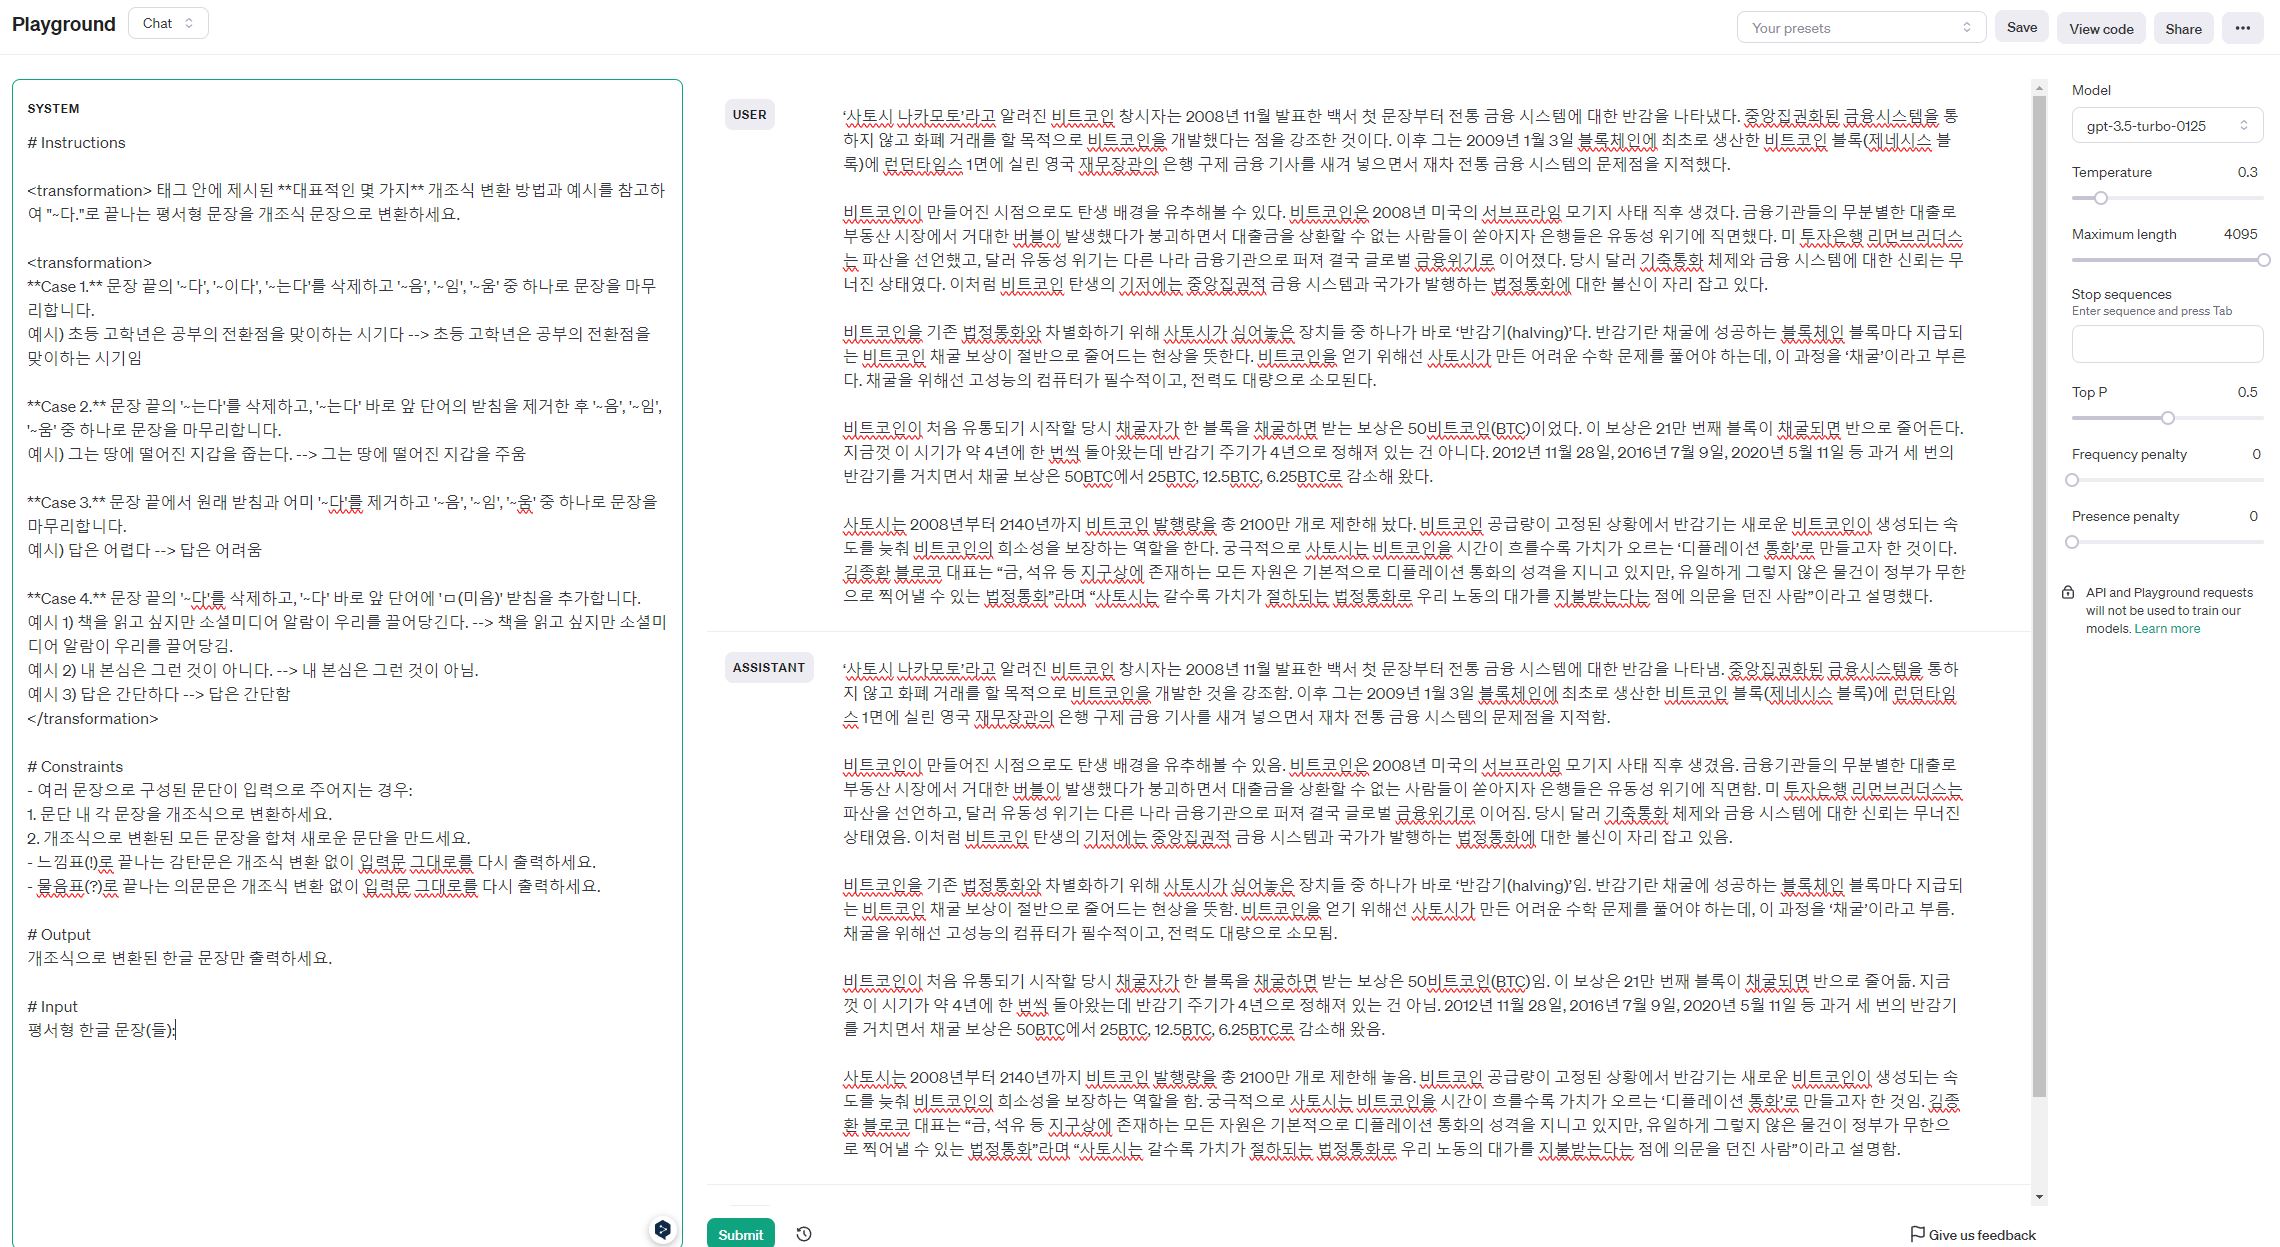 Playground
Chat
Your presets
Save
View code
Share
SYSTEM
# Instructions
<transformation> 태그 안에 제시된 **대표적인 몇 가지** 개조식 변환 방법과 예시를 참고하
여 "~다."로 끝나는 평서형 문장을 개조식 문장으로 변환하세요.
<transformation>
**Case 1.** 문장 끝의 '~다', '~이다', '~는다'를 삭제하고 '~음', '~임', '~움' 중 하나로 문장을 마무
리합니다.
예시) 초등 고학년은 공부의 전환점을 맞이하는 시기다 --> 초등 고학년은 공부의 전환점을
맞이하는 시기임
**Case 2.** 문장 끝의 '~는다'를 삭제하고, '~는다' 바로 앞 단어의 받침을 제거한 후 '~음', '~임',
'~움' 중 하나로 문장을 마무리합니다.
예시) 그는 땅에 떨어진 지갑을 줍는다. --> 그는 땅에 떨어진 지갑을 주움
**Case 3.** 문장 끝에서 원래 받침과 어미 '~다'를 제거하고 '~음', '~임', '~움' 중 하나로 문장을
마무리합니다.
예시) 답은 어렵다 --> 답은 어려움
**Case 4.** 문장 끝의 '~다'를 삭제하고, '~다' 바로 앞 단어에 'ㅁ(미음)' 받침을 추가합니다.
예시 1) 책을 읽고 싶지만 소셜미디어 알람이 우리를 끌어당긴다. --> 책을 읽고 싶지만 소셜미
디어 알람이 우리를 끌어당김.
예시 2) 내 본심은 그런 것이 아니다. --> 내 본심은 그런 것이 아님.
예시 3) 답은 간단하다 --> 답은 간단함
</transformation>
# Constraints
- 여러 문장으로 구성된 문단이 입력으로 주어지는 경우:
1. 문단 내 각 문장을 개조식으로 변환하세요.
2. 개조식으로 변환된 모든 문장을 합쳐 새로운 문단을 만드세요.
- 느낌표(!)로 끝나는 감탄문은 개조식 변환 없이 입력문 그대로를 다시 출력하세요.
- 물음표(?)로 끝나는 의문문은 개조식 변환 없이 입력문 그대로를 다시 출력하세요.
# Output
개조식으로 변환된 한글 문장만 출력하세요.
# Input
평서형 한글 문장(들):
USER
‘사토시 나카모토’라고 알려진 비트코인 창시자는 2008년 11월 발표한 백서 첫 문장부터 전통 금융 시스템에 대한 반감을 나타냈다. 중앙집권화된 금융시스템을 통
하지 않고 화폐 거래를 할 목적으로 비트코인을 개발했다는 점을 강조한 것이다. 이후 그는 2009년 1월 3일 블록체인에 최초로 생산한 비트코인 블록(제네시스 블
록)에 런던타임스 1면에 실린 영국 재무장관의 은행 구제 금융 기사를 새겨 넣으면서 재차 전통 금융 시스템의 문제점을 지적했다.
비트코인이 만들어진 시점으로도 탄생 배경을 유추해볼 수 있다. 비트코인은 2008년 미국의 서브프라임 모기지 사태 직후 생겼다. 금융기관들의 무분별한 대출로
부동산 시장에서 거대한 버블이 발생했다가 붕괴하면서 대출금을 상환할 수 없는 사람들이 쏟아지자 은행들은 유동성 위기에 직면했다. 미 투자은행 리먼브러더스
는 파산을 선언했고, 달러 유동성 위기는 다른 나라 금융기관으로 퍼져 결국 글로벌 금융위기로 이어졌다. 당시 달러 기축통화 체제와 금융 시스템에 대한 신뢰는 무
너진 상태였다. 이처럼 비트코인 탄생의 기저에는 중앙집권적 금융 시스템과 국가가 발행하는 법정통화에 대한 불신이 자리 잡고 있다.
비트코인을 기존 법정통화와 차별화하기 위해 사토시가 심어놓은 장치들 중 하나가 바로 ‘반감기(halving)’다. 반감기란 채굴에 성공하는 블록체인 블록마다 지급되
는 비트코인 채굴 보상이 절반으로 줄어드는 현상을 뜻한다. 비트코인을 얻기 위해선 사토시가 만든 어려운 수학 문제를 풀어야 하는데, 이 과정을 ‘채굴’이라고 부른
다. 채굴을 위해선 고성능의 컴퓨터가 필수적이고, 전력도 대량으로 소모된다.
비트코인이 처음 유통되기 시작할 당시 채굴자가 한 블록을 채굴하면 받는 보상은 50비트코인(BTC)이었다. 이 보상은 21만 번째 블록이 채굴되면 반으로 줄어든다.
지금껏 이 시기가 약 4년에 한 번씩 돌아왔는데 반감기 주기가 4년으로 정해져 있는 건 아니다. 2012년 11월 28일, 2016년 7월 9일, 2020년 5월 11일 등 과거 세 번의
반감기를 거치면서 채굴 보상은 50BTC에서 25BTC, 12.5BTC, 6.25BTC로 감소해 왔다.
사토시는 2008년부터 2140년까지 비트코인 발행량을 총 2100만 개로 제한해 놨다. 비트코인 공급량이 고정된 상황에서 반감기는 새로운 비트코인이 생성되는 속
도를 늦춰 비트코인의 희소성을 보장하는 역할을 한다. 궁극적으로 사토시는 비트코인을 시간이 흐를수록 가치가 오르는 ‘디플레이션 통화’로 만들고자 한 것이다.
김종환 블로코 대표는 “금, 석유 등 지구상에 존재하는 모든 자원은 기본적으로 디플레이션 통화의 성격을 지니고 있지만, 유일하게 그렇지 않은 물건이 정부가 무한
으로 찍어낼 수 있는 법정통화”라며 “사토시는 갈수록 가치가 절하되는 법정통화로 우리 노동의 대가를 지불받는다는 점에 의문을 던진 사람”이라고 설명했다.
ASSISTANT
‘사토시 나카모토’라고 알려진 비트코인 창시자는 2008년 11월 발표한 백서 첫 문장부터 전통 금융 시스템에 대한 반감을 나타냄. 중앙집권화된 금융시스템을 통하
지 않고 화폐 거래를 할 목적으로 비트코인을 개발한 것을 강조함. 이후 그는 2009년 1월 3일 블록체인에 최초로 생산한 비트코인 블록(제네시스 블록)에 런던타임
스 1면에 실린 영국 재무장관의 은행 구제 금융 기사를 새겨 넣으면서 재차 전통 금융 시스템의 문제점을 지적함.
비트코인이 만들어진 시점으로도 탄생 배경을 유추해볼 수 있음. 비트코인은 2008년 미국의 서브프라임 모기지 사태 직후 생겼음. 금융기관들의 무분별한 대출로
부동산 시장에서 거대한 버블이 발생했다가 붕괴하면서 대출금을 상환할 수 없는 사람들이 쏟아지자 은행들은 유동성 위기에 직면함. 미 투자은행 리먼브러더스는
파산을 선언하고, 달러 유동성 위기는 다른 나라 금융기관으로 퍼져 결국 글로벌 금융위기로 이어짐. 당시 달러 기축통화 체제와 금융 시스템에 대한 신뢰는 무너진
상태였음. 이처럼 비트코인 탄생의 기저에는 중앙집권적 금융 시스템과 국가가 발행하는 법정통화에 대한 불신이 자리 잡고 있음.
비트코인을 기존 법정통화와 차별화하기 위해 사토시가 심어놓은 장치들 중 하나가 바로 ‘반감기(halving)’임. 반감기란 채굴에 성공하는 블록체인 블록마다 지급되
는 비트코인 채굴 보상이 절반으로 줄어드는 현상을 뜻함. 비트코인을 얻기 위해선 사토시가 만든 어려운 수학 문제를 풀어야 하는데, 이 과정을 ‘채굴’이라고 부름.
채굴을 위해선 고성능의 컴퓨터가 필수적이고, 전력도 대량으로 소모됨.
비트코인이 처음 유통되기 시작할 당시 채굴자가 한 블록을 채굴하면 받는 보상은 50비트코인(BTC)임. 이 보상은 21만 번째 블록이 채굴되면 반으로 줄어듦. 지금
껏 이 시기가 약 4년에 한 번씩 돌아왔는데 반감기 주기가 4년으로 정해져 있는 건 아님. 2012년 11월 28일, 2016년 7월 9일, 2020년 5월 11일 등 과거 세 번의 반감기
를 거치면서 채굴 보상은 50BTC에서 25BTC, 12.5BTC, 6.25BTC로 감소해 왔음.
사토시는 2008년부터 2140년까지 비트코인 발행량을 총 2100만 개로 제한해 놓음. 비트코인 공급량이 고정된 상황에서 반감기는 새로운 비트코인이 생성되는 속
도를 늦춰 비트코인의 희소성을 보장하는 역할을 함. 궁극적으로 사토시는 비트코인을 시간이 흐를수록 가치가 오르는 ‘디플레이션 통화’로 만들고자 한 것임. 김종
환 블로코 대표는 “금, 석유 등 지구상에 존재하는 모든 자원은 기본적으로 디플레이션 통화의 성격을 지니고 있지만, 유일하게 그렇지 않은 물건이 정부가 무한으
로 찍어낼 수 있는 법정통화”라며 “사토시는 갈수록 가치가 절하되는 법정통화로 우리 노동의 대가를 지불받는다는 점에 의문을 던진 사람”이라고 설명함.
Submit
Give us feedback
Model
gpt-3.5-turbo-0125
Temperature 0.3
Maximum length 4095
Stop sequences
Enter sequence and press Tab
Top P 0.5
Frequency penalty 0
Presence penalty 0
API and Playground requests
will not be used to train our
models. Learn more